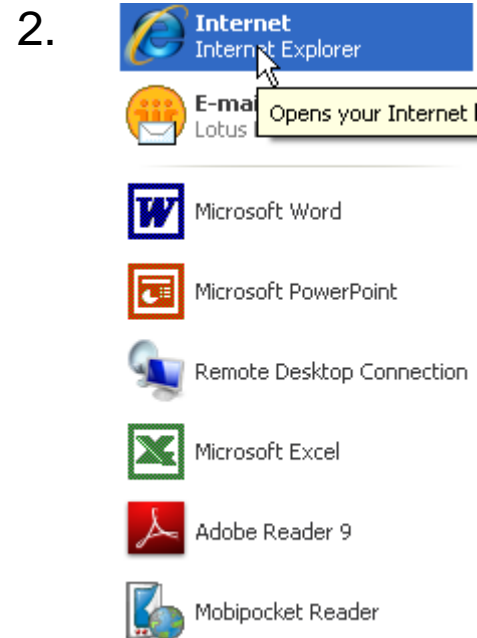 2.
Internet
Internet Explorer
E-mai
Lotus
Opens your Internet
Microsoft Word
Microsoft PowerPoint
Remote Desktop Connection
Microsoft Excel
Adobe Reader 9
Mobipocket Reader